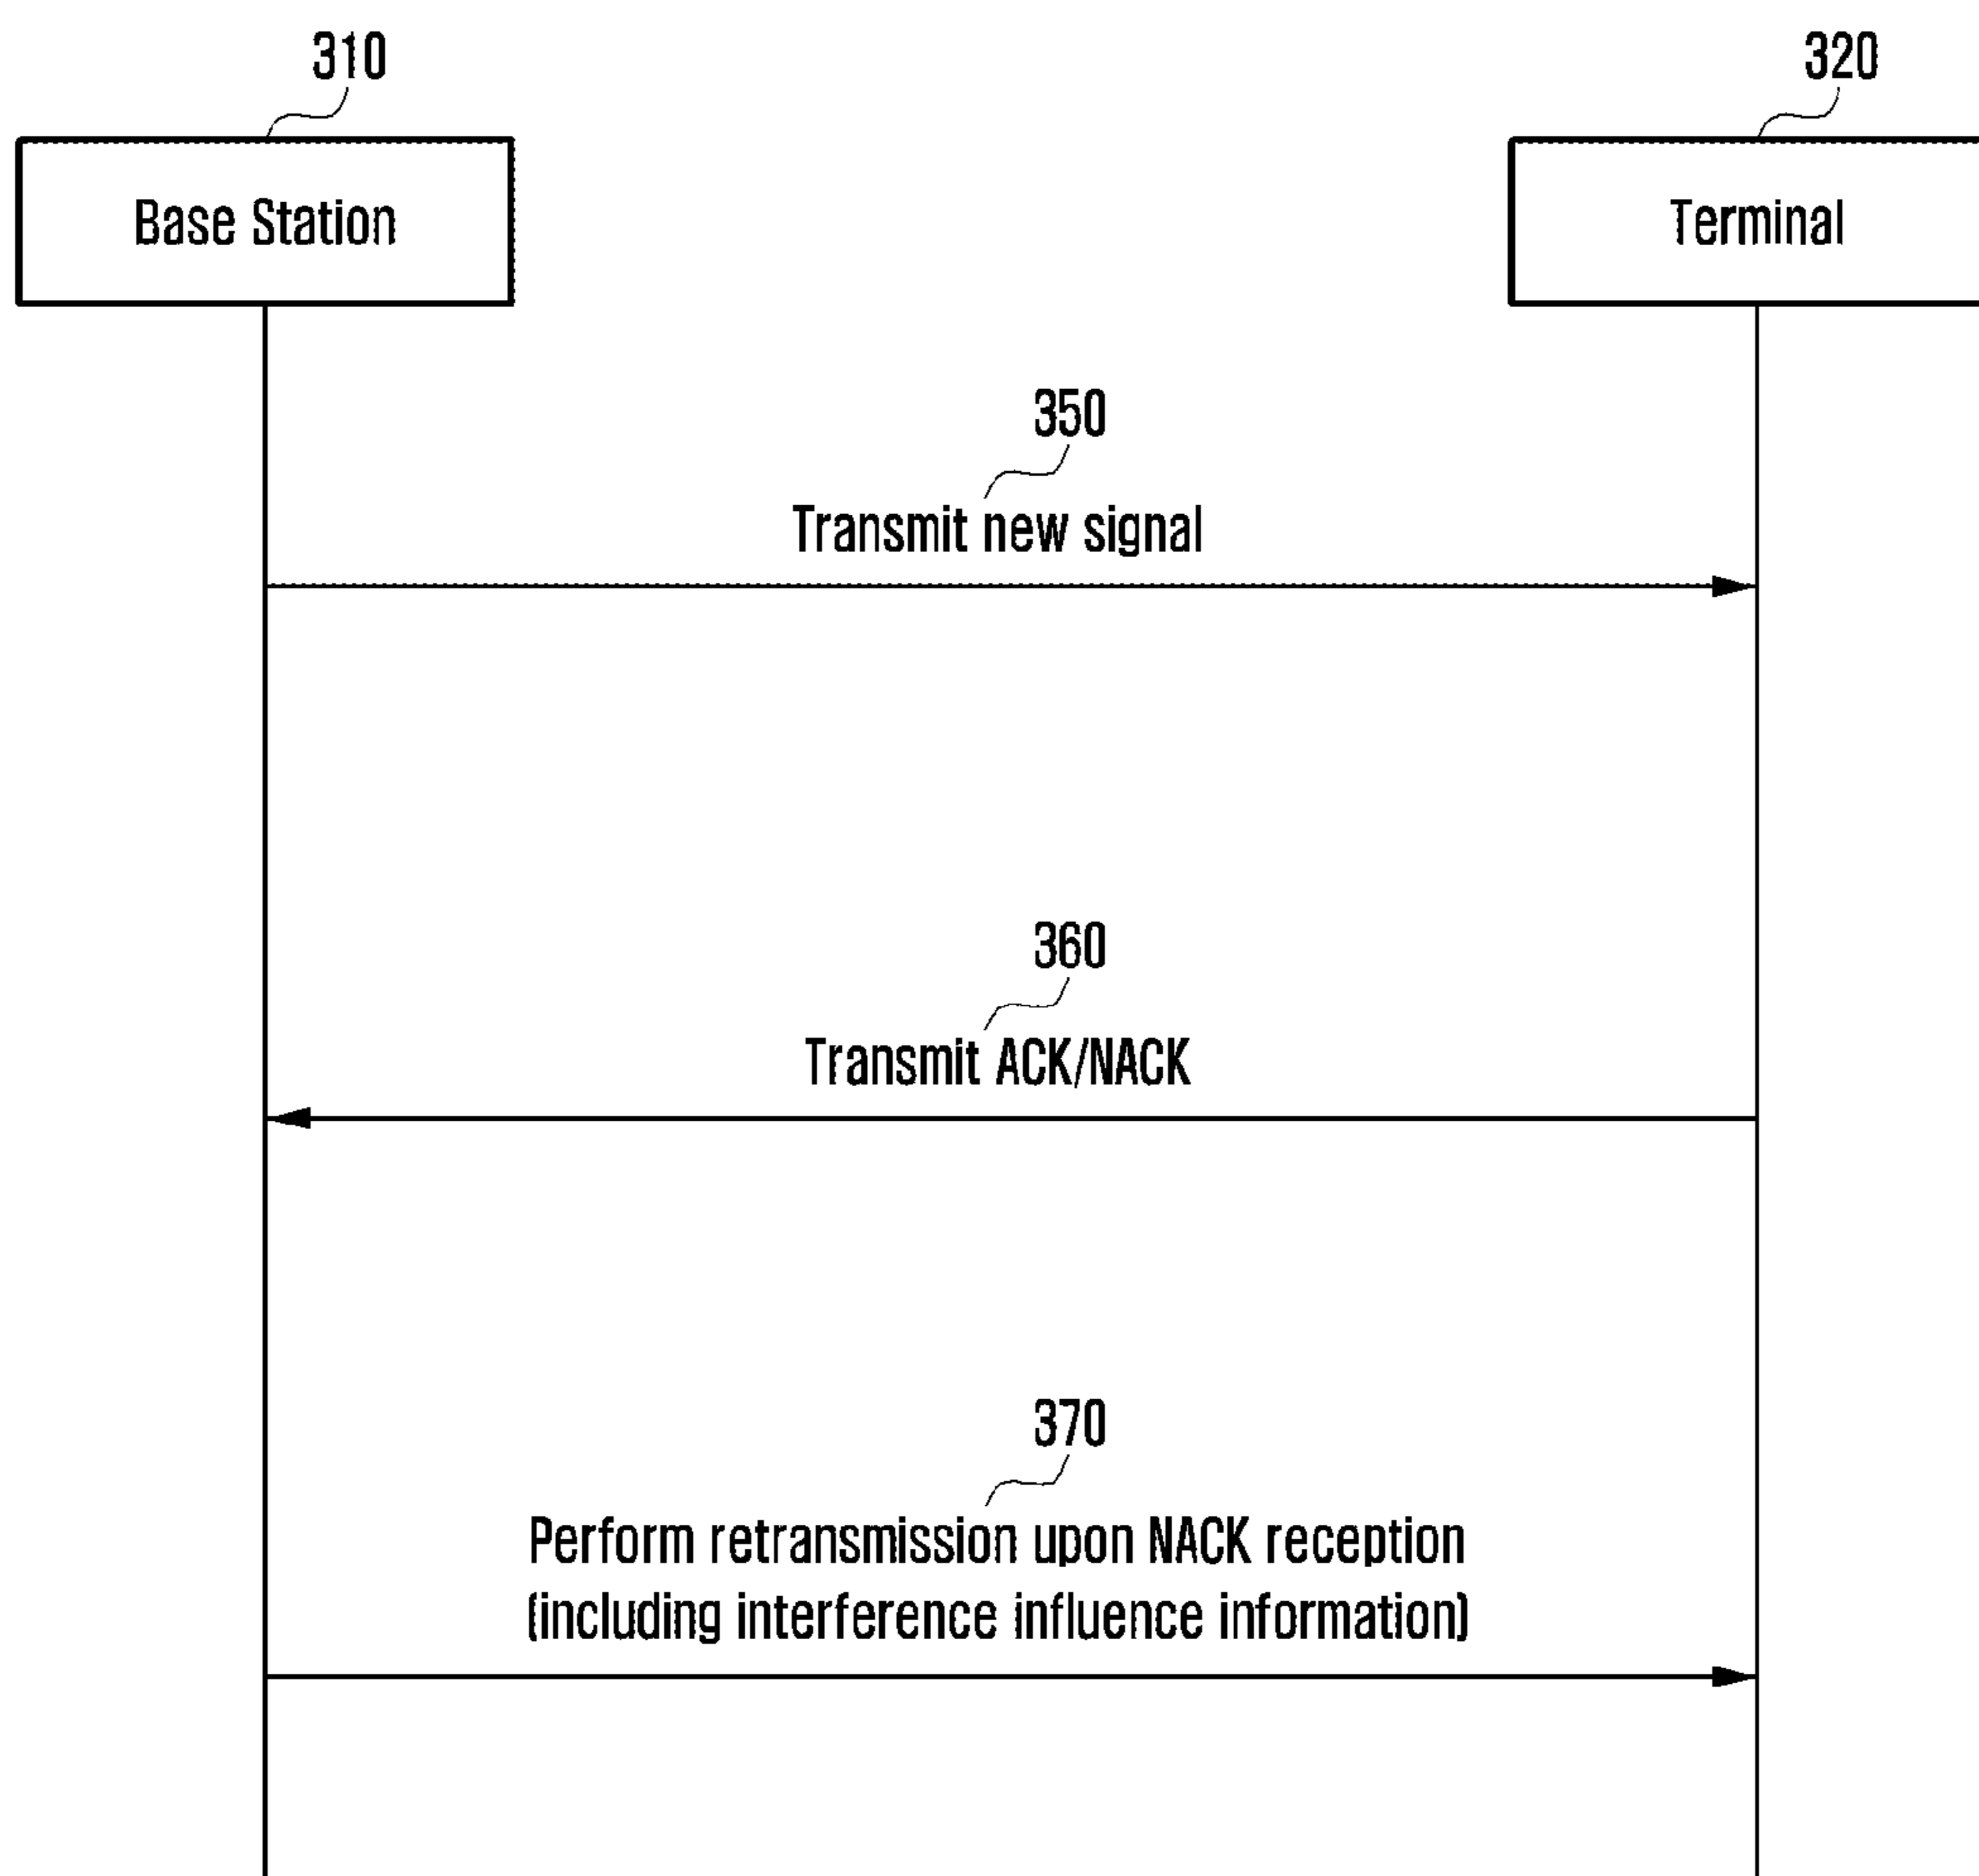 310
320
Base Station
Terminal
350
Transmit new signal
360
Transmit ACK/NACK
370
Perform retransmission upon NACK reception
(including interference influence information)